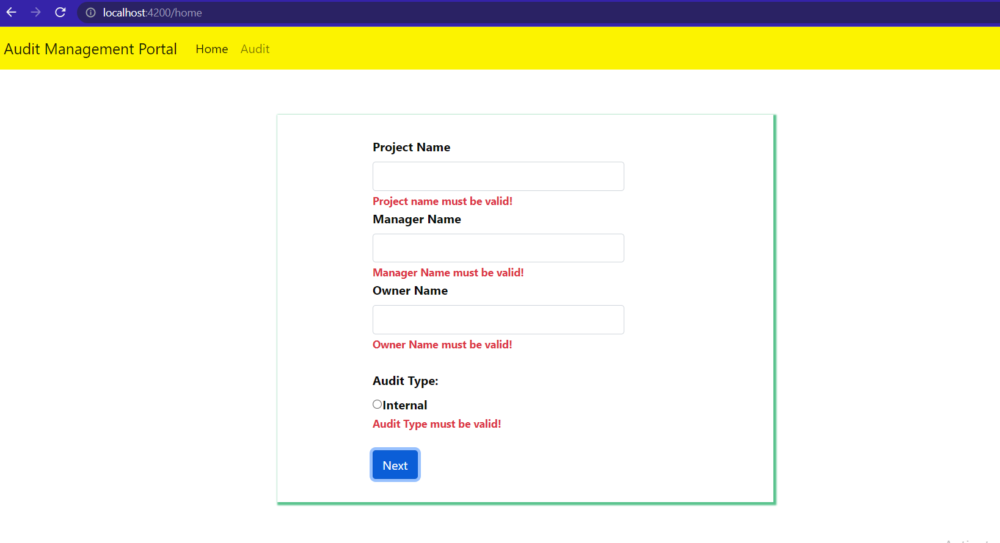 localhost:4200/home
Audit Management Portal Home Audit
Project Name
Project name must be valid!
Manager Name
Manager Name must be valid!
Owner Name
Owner Name must be valid!
Audit Type:
Internal
Audit Type must be valid!
Next